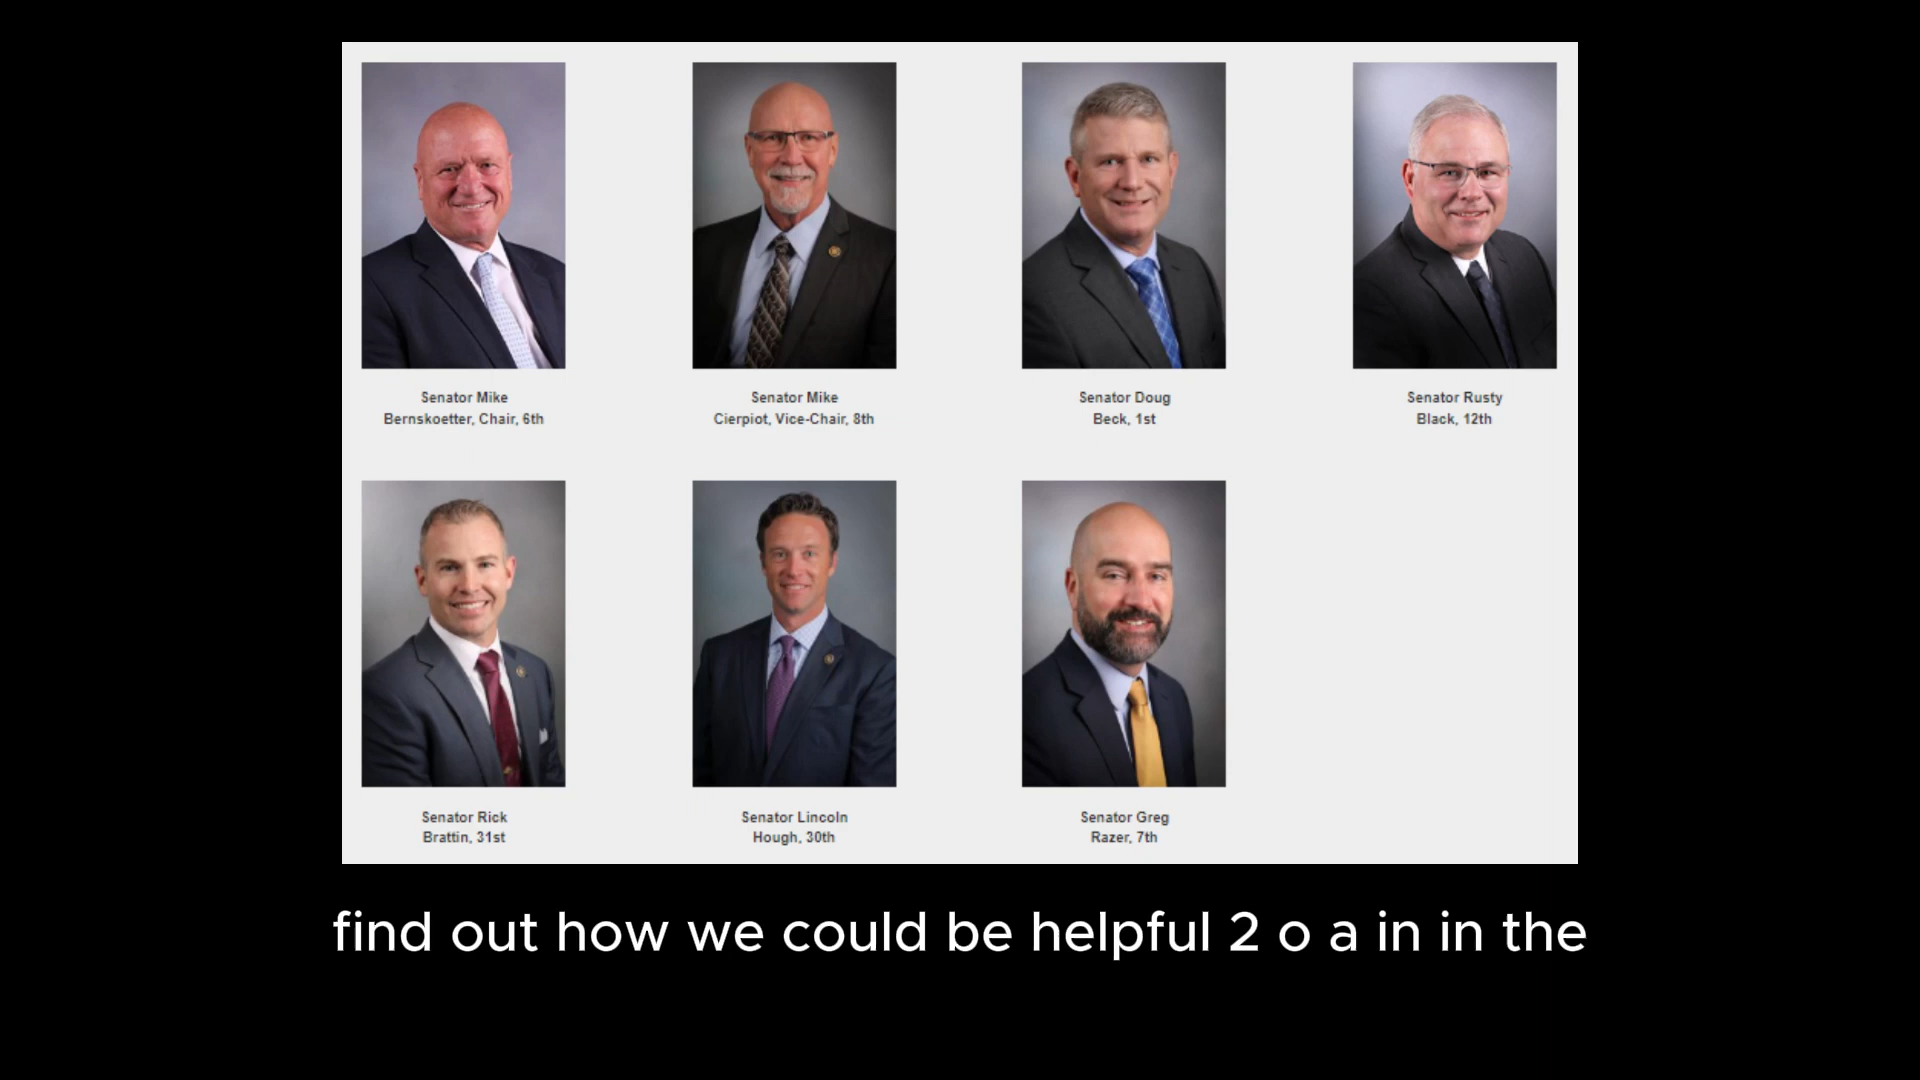 Senator Mike
Bernskoetter, Chair, 6th
Senator Mike
Cierpiot, Vice-Chair, 8th
Senator Doug
Beck, 1st
Senator Rusty
Black, 12th
Senator Rick
Brattin, 31st
Senator Lincoln
Hough, 30th
Senator Greg
Razer, 7th
find out how we could be helpful 2 o a in in the